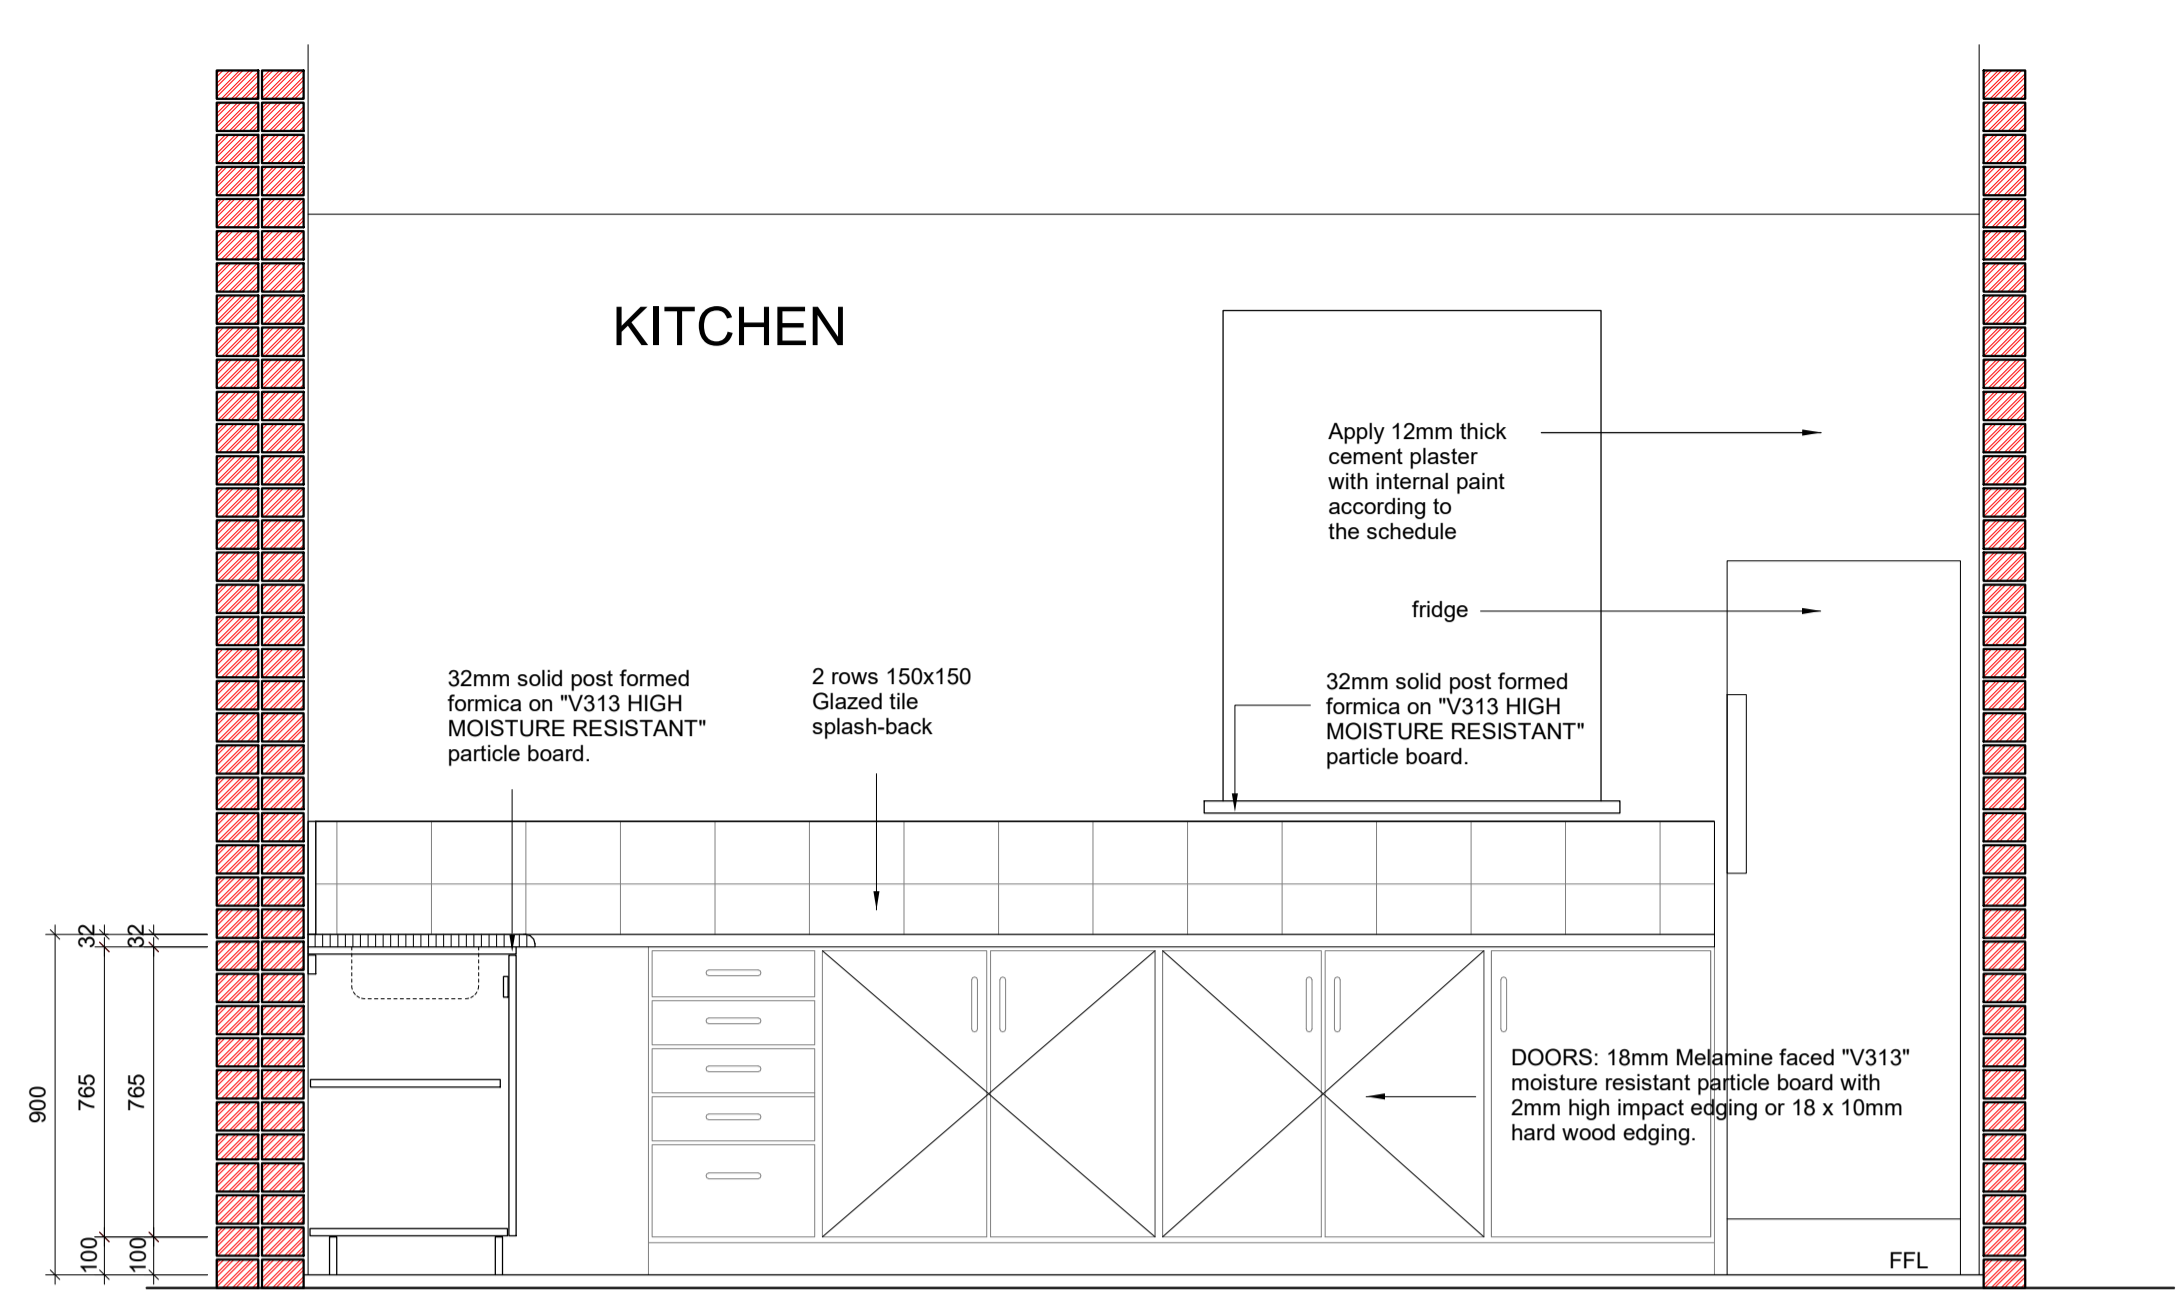 KITCHEN
Apply 12mm thick
cement plaster
with internal paint
according to
the schedule
fridge
32mm solid post formed
formica on "V313 HIGH
MOISTURE RESISTANT"
particle board.
2 rows 150x150
Glazed tile
splash-back
32mm solid post formed
formica on "V313 HIGH
MOISTURE RESISTANT"
particle board.
32
32
900
765
765
100
100
DOORS: 18mm Melamine faced "V313"
moisture resistant particle board with
2mm high impact edging or 18 x 10mm
hard wood edging.
FFL